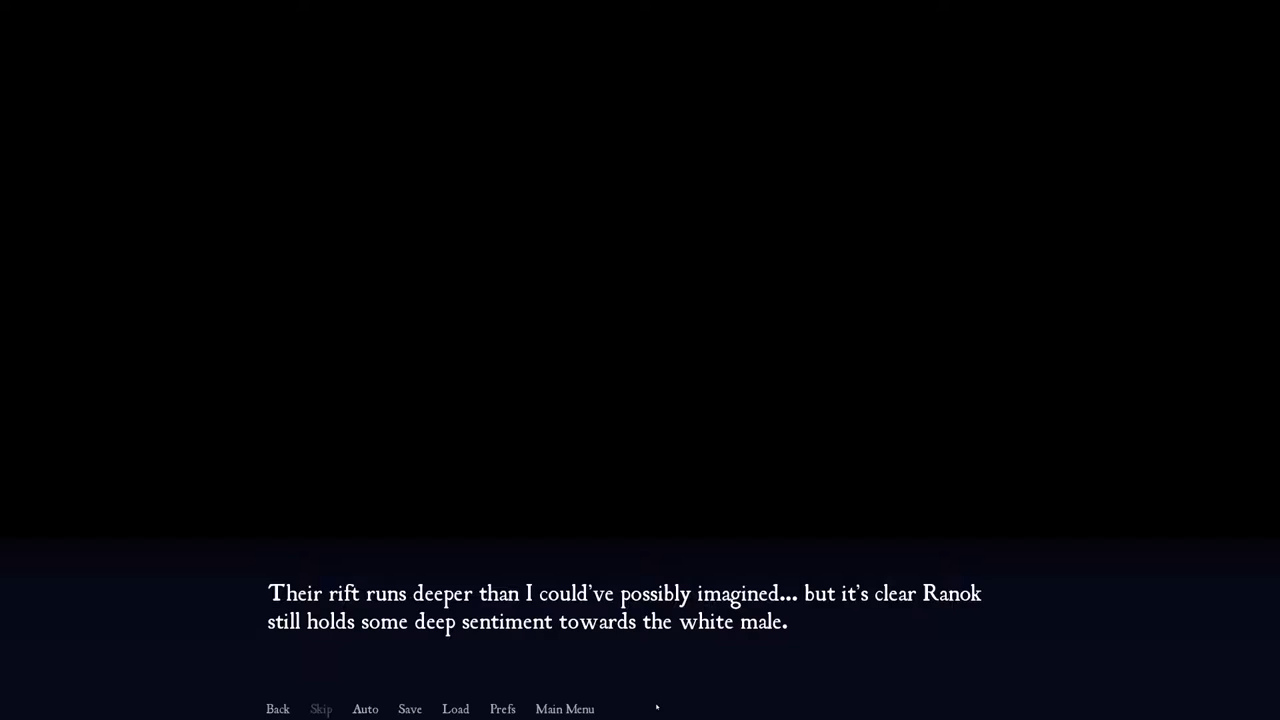 Their rift runs deeper than I could've possibly imagined... but it's clear Ranok
still holds some deep sentiment towards the white male.
Back Skip Auto Save Load Prefs Main Menu